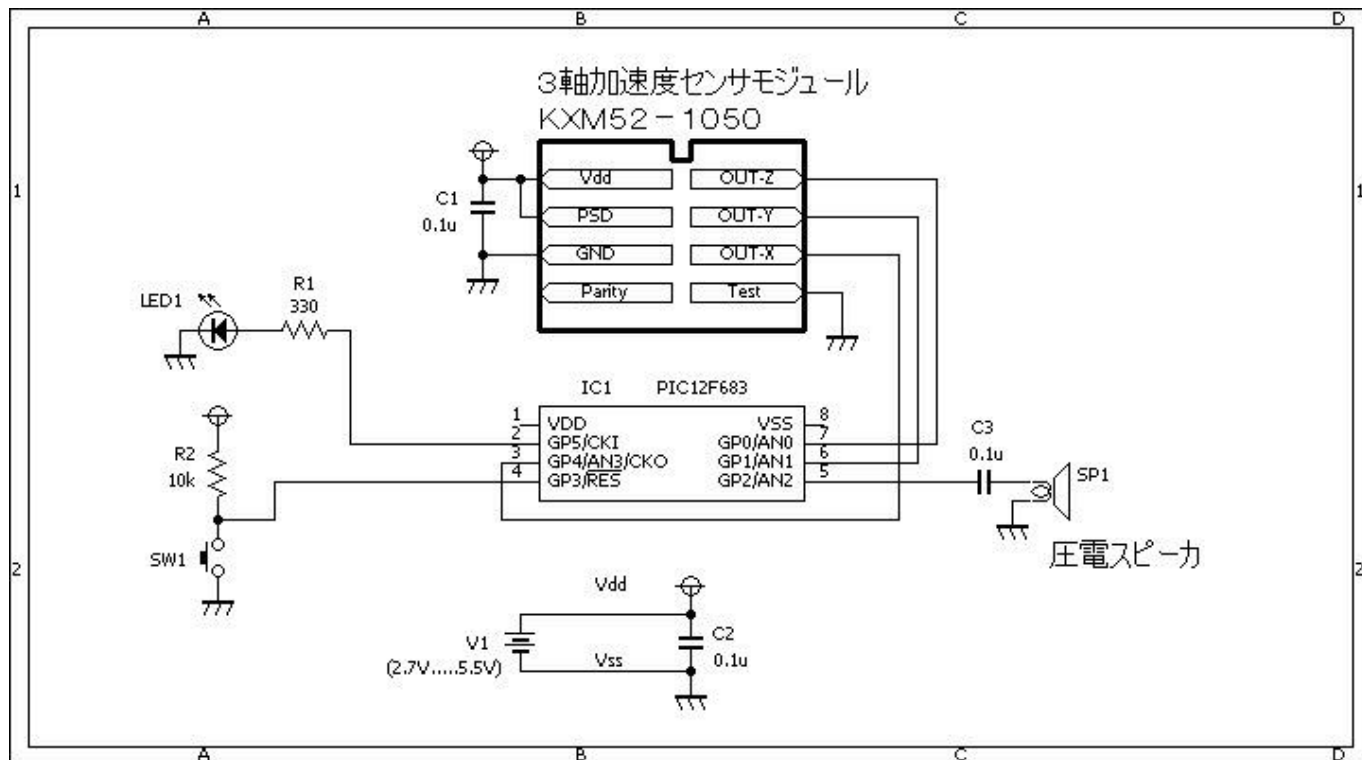 A B C D
3軸加速度センサモジュール
KXM52-1050
1 1
Vdd OUT-Z
PSD OUT-Y
GND OUT-X
Parity Test
C1
0.1u
LED1
R1
330
IC1 PIC12F683
1 VDD VSS 8
2 GP5/CKI GP0/AN0 7
3 GP4/AN3/CKO GP1/AN1 6
4 GP3/RES GP2/AN2 5
R2
10k
SW1
C3
0.1u
SP1
圧電スピーカ
2 2
Vdd
V1
(2.7V.....5.5V)
Vss
C2
0.1u
A B C D